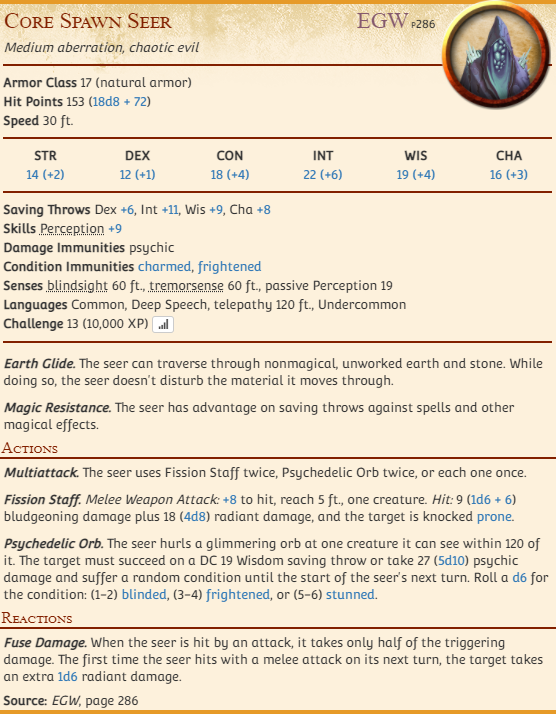 Core Spawn Seer EGW P286
Medium aberration, chaotic evil
Armor Class 17 (natural armor)
Hit Points 153 (18d8 + 72)
Speed 30 ft.
STR DEX CON INT WIS CHA
14 (+2) 12 (+1) 18 (+4) 22 (+6) 19 (+4) 16 (+3)
Saving Throws Dex +6, Int +11, Wis +9, Cha +8
Skills Perception +9
Damage Immunities psychic
Condition Immunities charmed, frightened
Senses blindsight 60 ft., tremorsense 60 ft., passive Perception 19
Languages Common, Deep Speech, telepathy 120 ft., Undercommon
Challenge 13 (10,000 XP)
Earth Glide. The seer can traverse through nonmagical, unworked earth and stone. While
doing so, the seer doesn't disturb the material it moves through.
Magic Resistance. The seer has advantage on saving throws against spells and other
magical effects.
Actions
Multiattack. The seer uses Fission Staff twice, Psychedelic Orb twice, or each one once.
Fission Staff. Melee Weapon Attack: +8 to hit, reach 5 ft., one creature. Hit: 9 (1d6 + 6)
bludgeoning damage plus 18 (4d8) radiant damage, and the target is knocked prone.
Psychedelic Orb. The seer hurls a glimmering orb at one creature it can see within 120 of
it. The target must succeed on a DC 19 Wisdom saving throw or take 27 (5d10) psychic
damage and suffer a random condition until the start of the seer's next turn. Roll a d6 for
the condition: (1–2) blinded, (3–4) frightened, or (5–6) stunned.
Reactions
Fuse Damage. When the seer is hit by an attack, it takes only half of the triggering
damage. The first time the seer hits with a melee attack on its next turn, the target takes
an extra 1d6 radiant damage.
Source: EGW, page 286